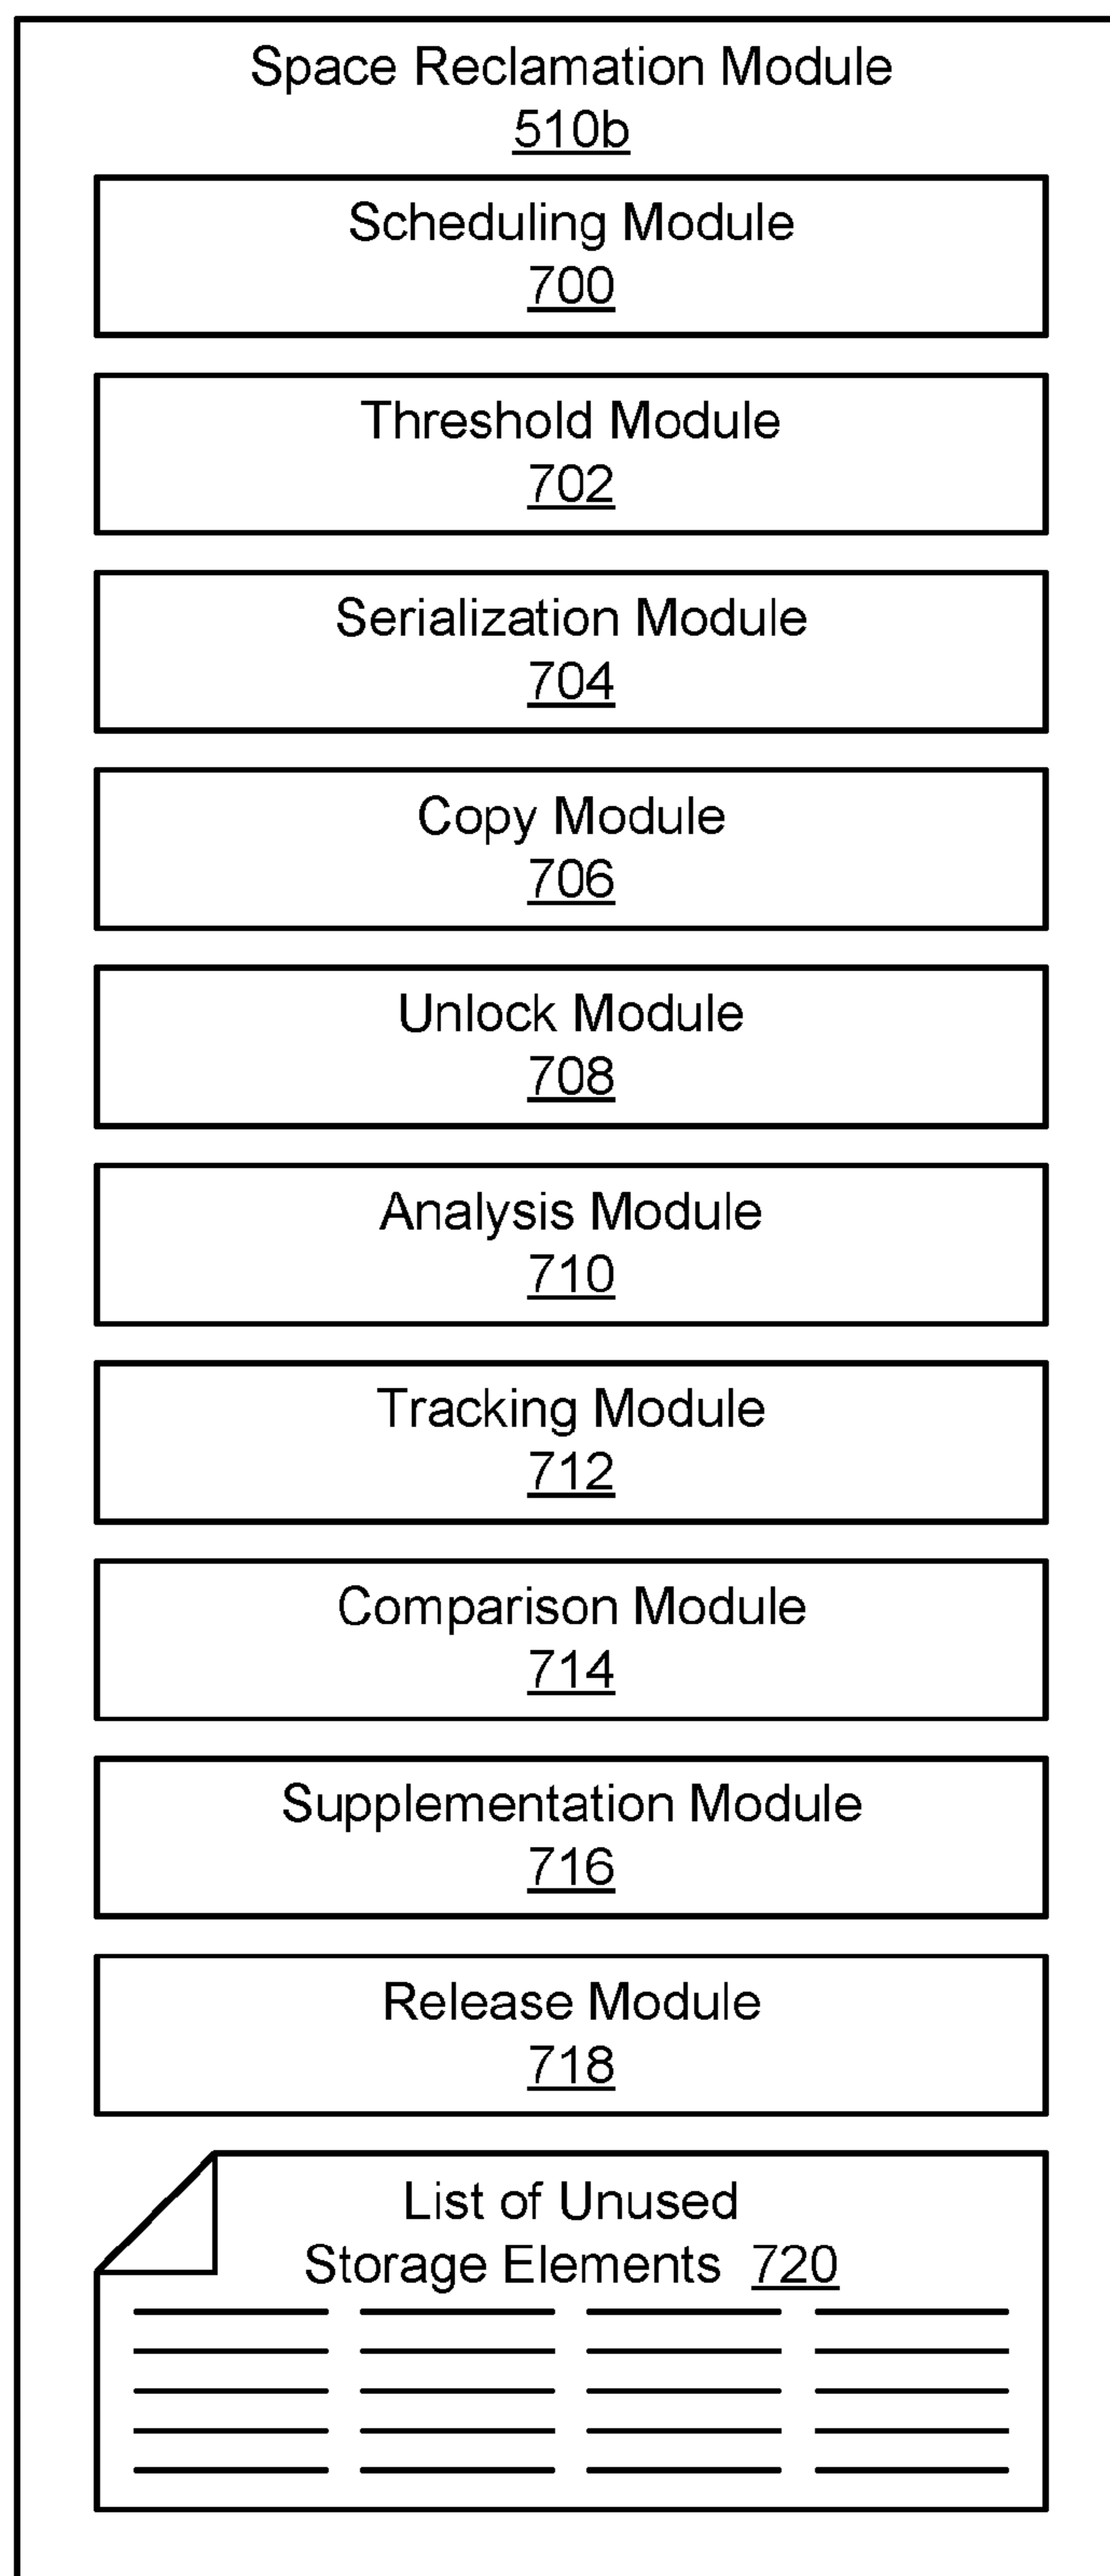 Space Reclamation Module
510b
Scheduling Module
700
Threshold Module
702
Serialization Module
704
Copy Module
706
Unlock Module
708
Analysis Module
710
Tracking Module
712
Comparison Module
714
Supplementation Module
716
Release Module
718
List of Unused
Storage Elements 720